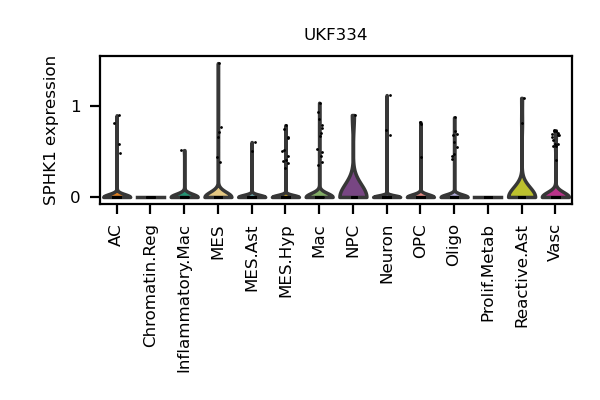 UKF334
SPHK1 expression
1
0
AC
Chromatin.Reg
Inflammatory.Mac
MES
MES.Ast
MES.Hyp
Mac
NPC
Neuron
OPC
Oligo
Prolif.Metab
Reactive.Ast
Vasc